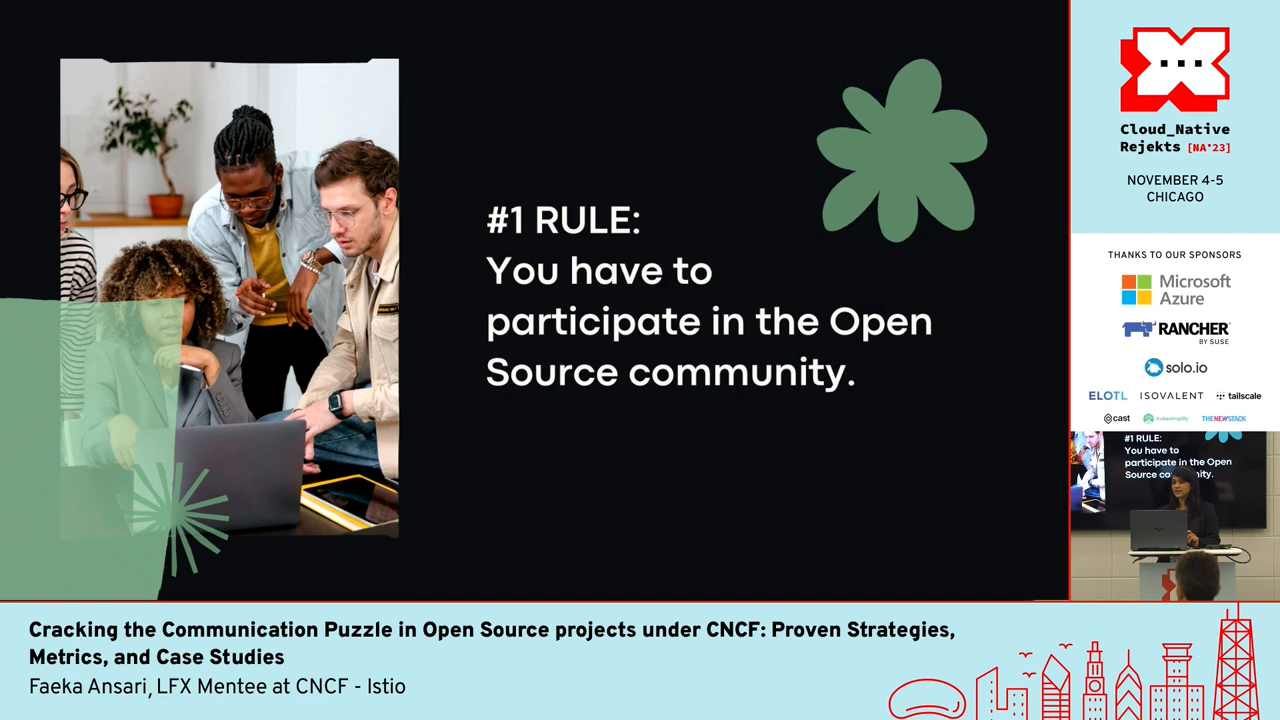 #1 RULE:
You have to
participate in the Open
Source community.
Cloud_Native
Rejekts [NA'23]
NOVEMBER 4-5
CHICAGO
THANKS TO OUR SPONSORS
Microsoft
Azure
RANCHER
BY SUSE
solo.io
ELOTL ISOVALENT tailscale
cast kubesimplify THENEWSTACK
#1 RULE:
You have to
participate in the Open
Source
Cracking the Communication Puzzle in Open Source projects under CNCF: Proven Strategies,
Metrics, and Case Studies
Faeka Ansari, LFX Mentee at CNCF - Istio